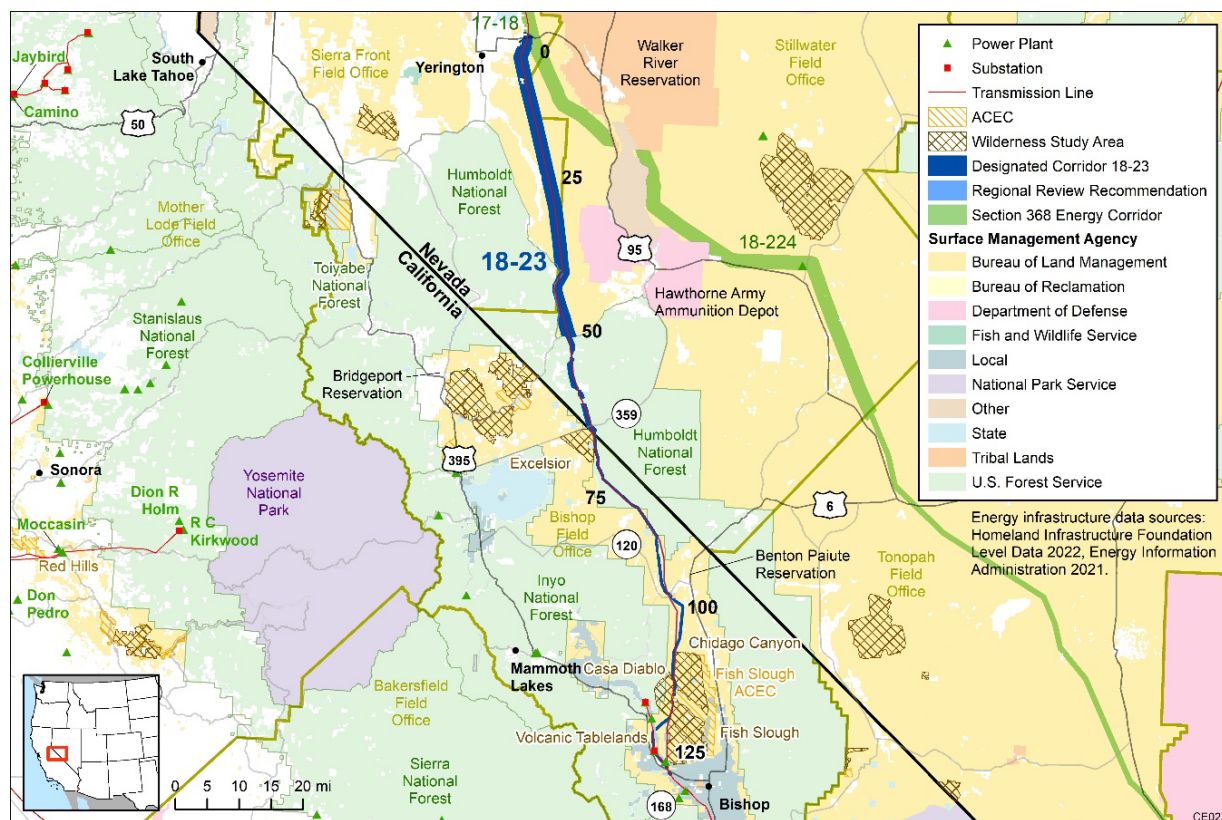 17-18
Jaybird
South
Lake Tahoe
Sierra Front
Field Office
Yerington
0
Walker
River
Reservation
Stillwater
Field
Office
Camino
50
Humboldt
National
Forest
25
Mother
Lode Field
Office
95
18-224
Toiyabe
National
Forest
Nevada
California
18-23
Hawthorne Army
Ammunition Depot
Stanislaus
National
Forest
50
Collierville
Powerhouse
Bridgeport
Reservation
359
Humboldt
National
Forest
395
Excelsior
Sonora
Yosemite
National
Park
75
6
Dion R
Holm
R C
Kirkwood
Moccasin
Red Hills
Bishop
Field
Office
120
Benton Paiute
Reservation
Tonopah
Field
Office
Don
Pedro
Inyo
National
Forest
100
Chidago Canyon
Mammoth
Lakes
Casa Diablo
Fish Slough
ACEC
Bakersfield
Field
Office
Volcanic Tablelands
Fish Slough
125
Sierra
National
Forest
168
Bishop
0 5 10 20 mi
Power Plant
Substation
Transmission Line
ACEC
Wilderness Study Area
Designated Corridor 18-23
Regional Review Recommendation
Section 368 Energy Corridor
Surface Management Agency
Bureau of Land Management
Bureau of Reclamation
Department of Defense
Fish and Wildlife Service
Local
National Park Service
Other
State
Tribal Lands
U.S. Forest Service
Energy infrastructure data sources:
Homeland Infrastructure Foundation
Level Data 2022, Energy Information
Administration 2021.
CE02